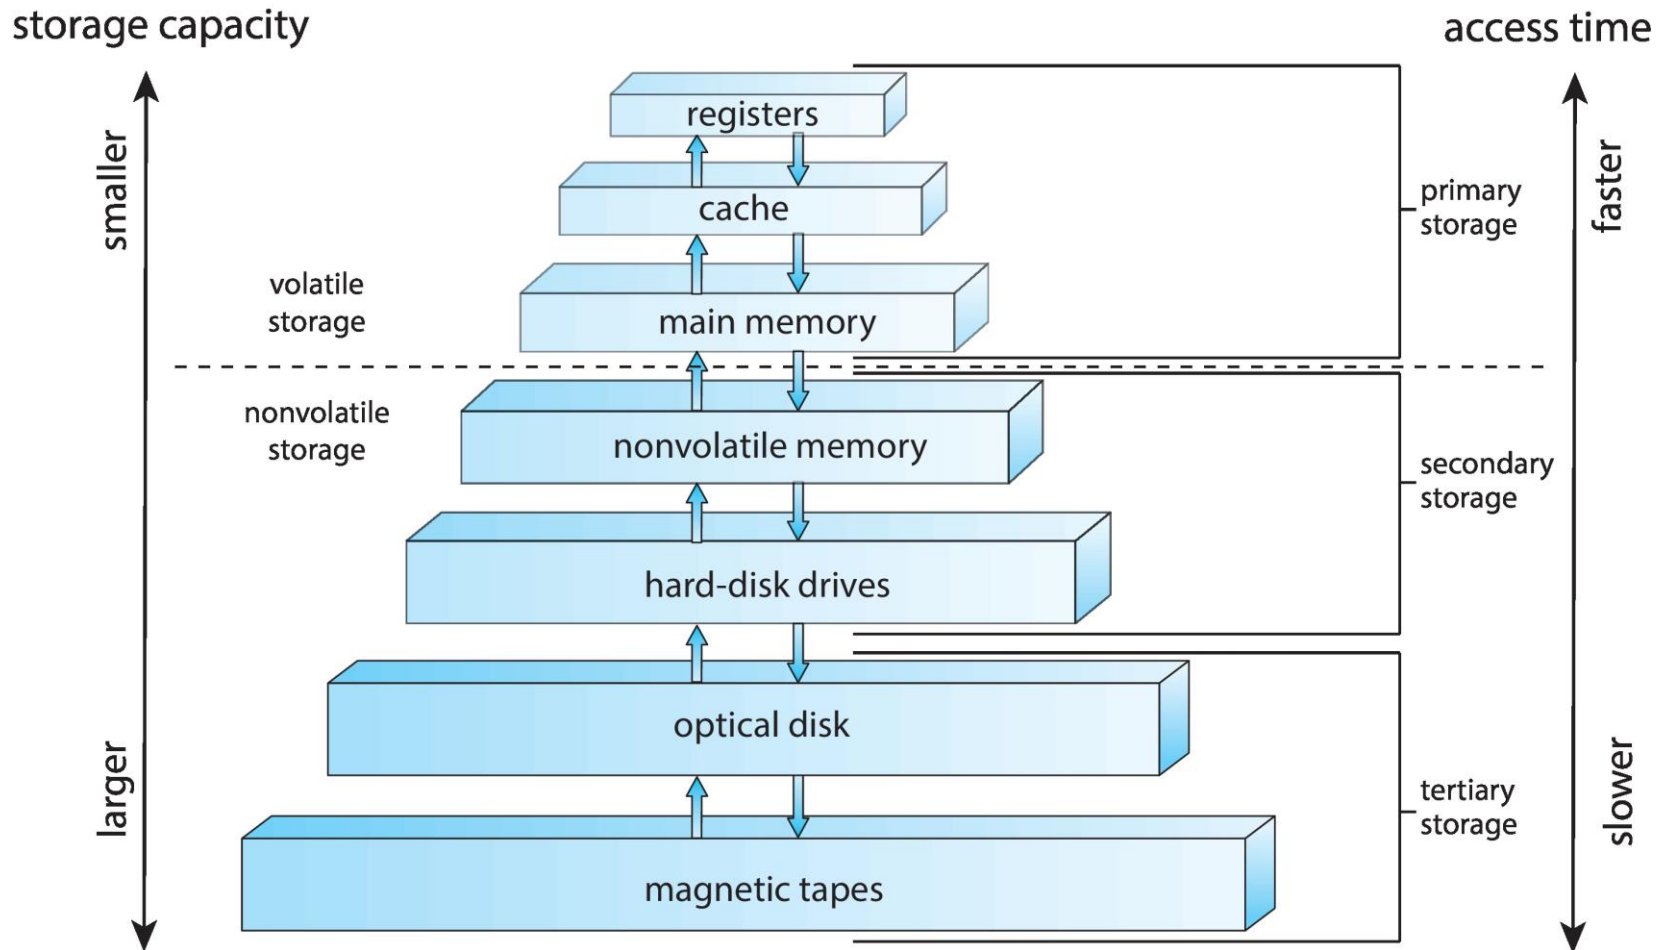 storage capacity
access time
smaller
faster
registers
cache
primary
storage
volatile
storage
main memory
nonvolatile
storage
nonvolatile memory
secondary
storage
hard-disk drives
optical disk
larger
slower
tertiary
storage
magnetic tapes